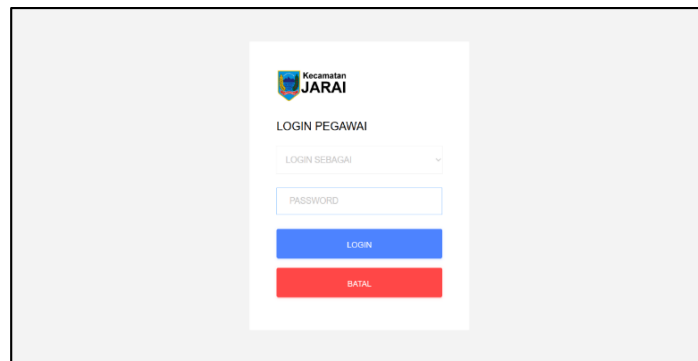 Kecamatan
JARAI
LOGIN PEGAWAI
LOGIN SEBAGAI
PASSWORD
LOGIN
BATAL